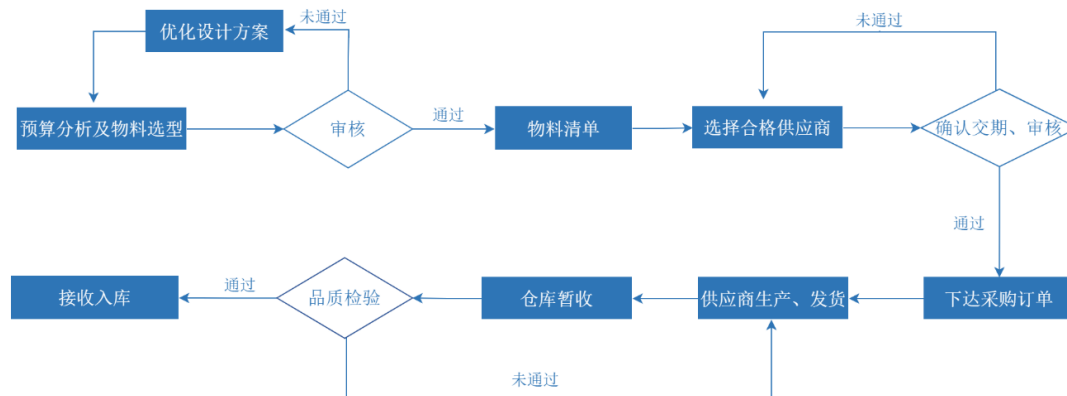 未通过
未通过
优化设计方案
预算分析及物料选型
审核
通过
物料清单
选择合格供应商
确认交期、审核
通过
接收入库
通过
品质检验
仓库暂收
供应商生产、发货
下达采购订单
未通过